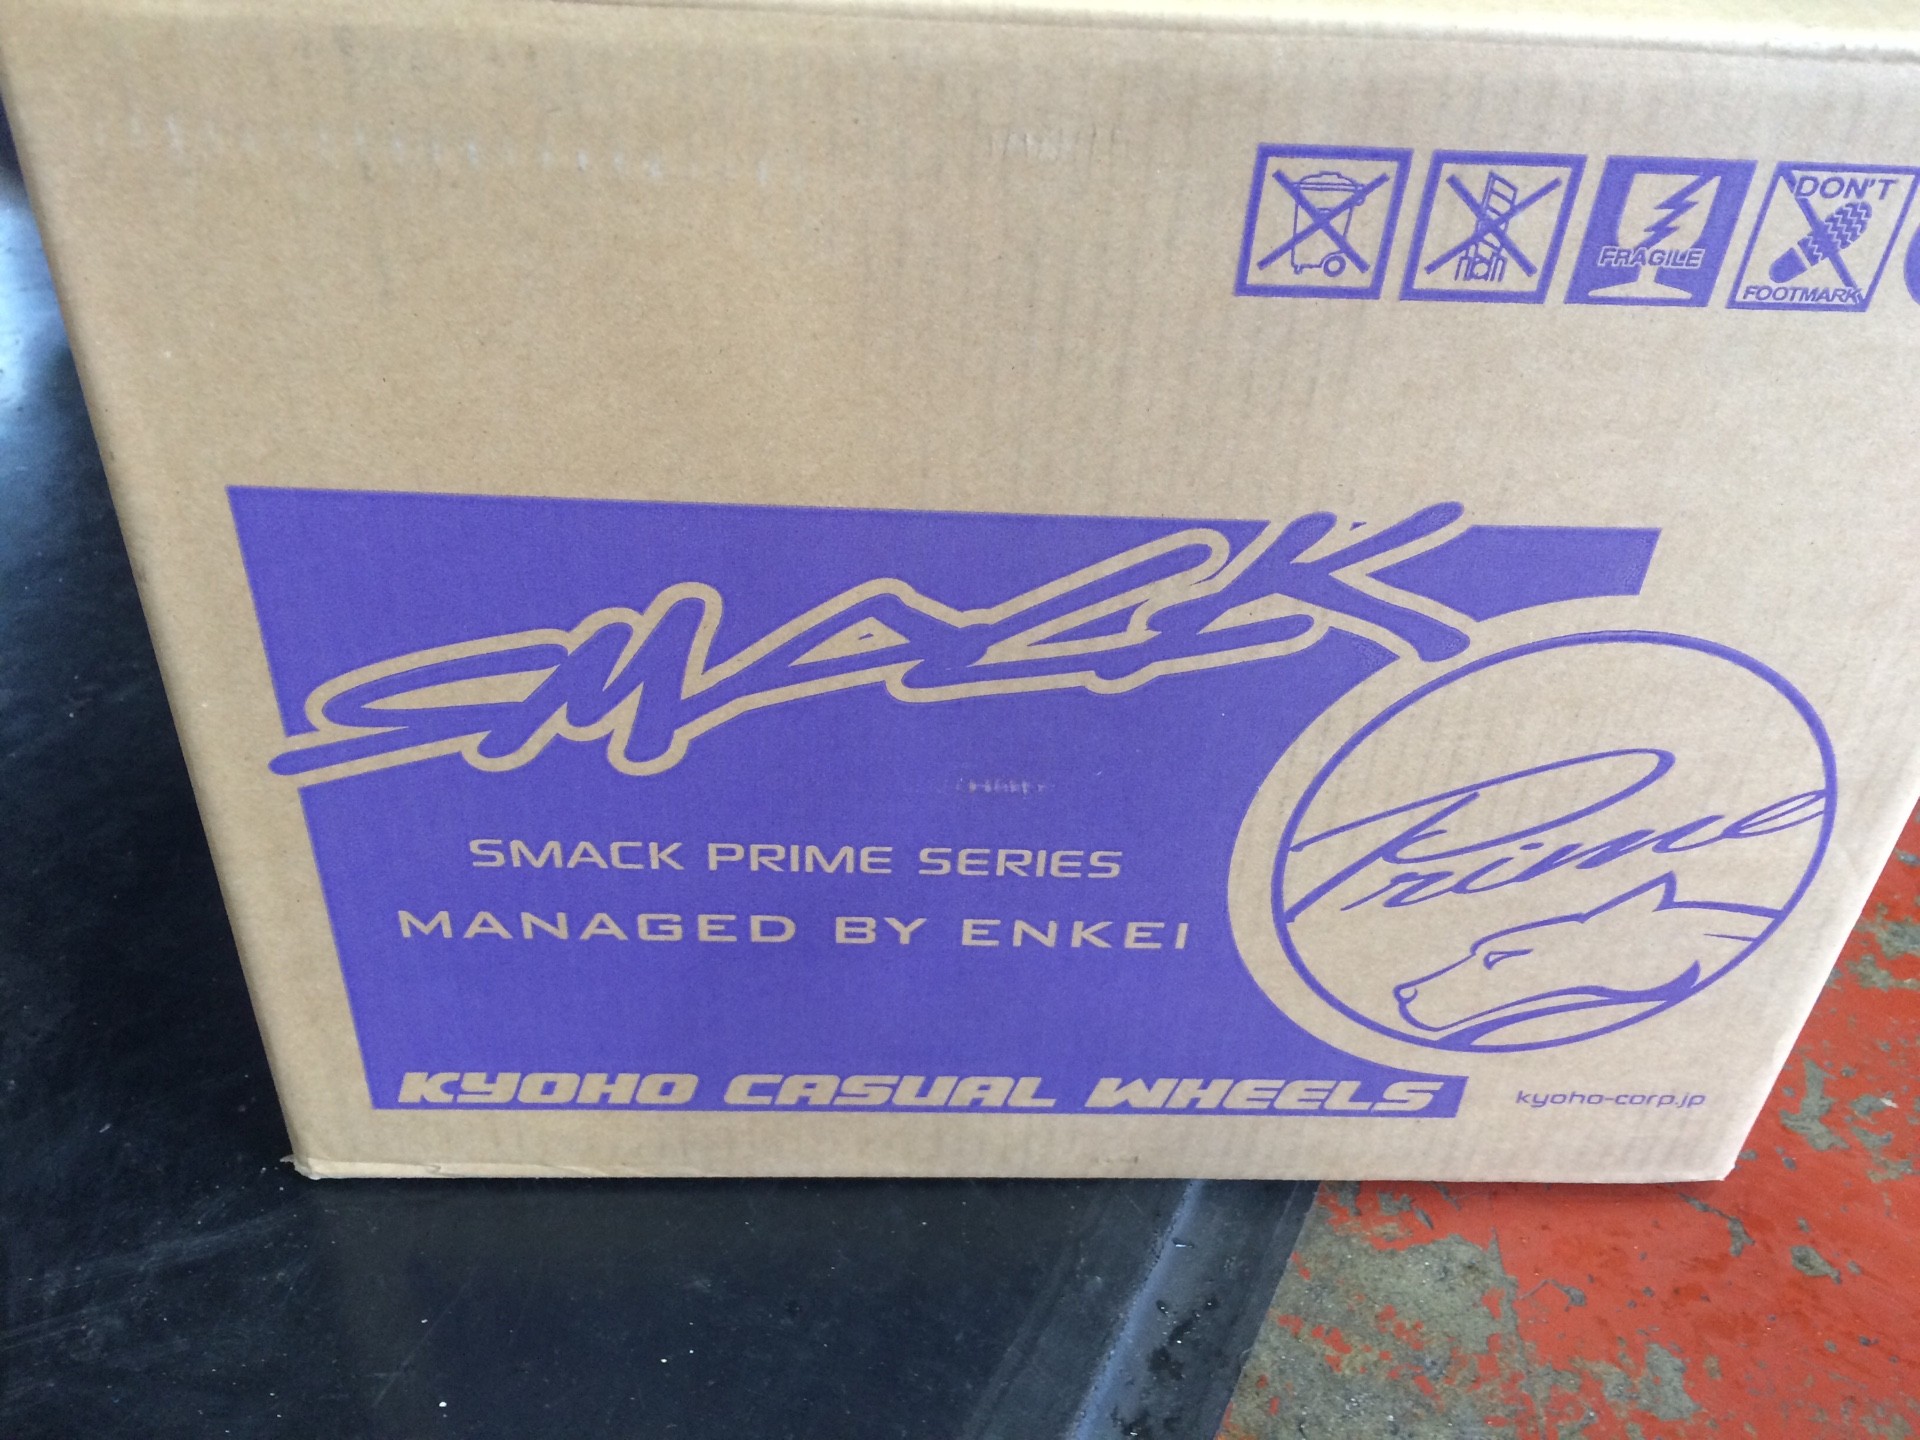 FRAGILE
DON'T
FOOTMARK
SMACK
SMACK PRIME SERIES
MANAGED BY ENKEI
Prime
KYOHO CASUAL WHEELS
kyoho-corp.jp